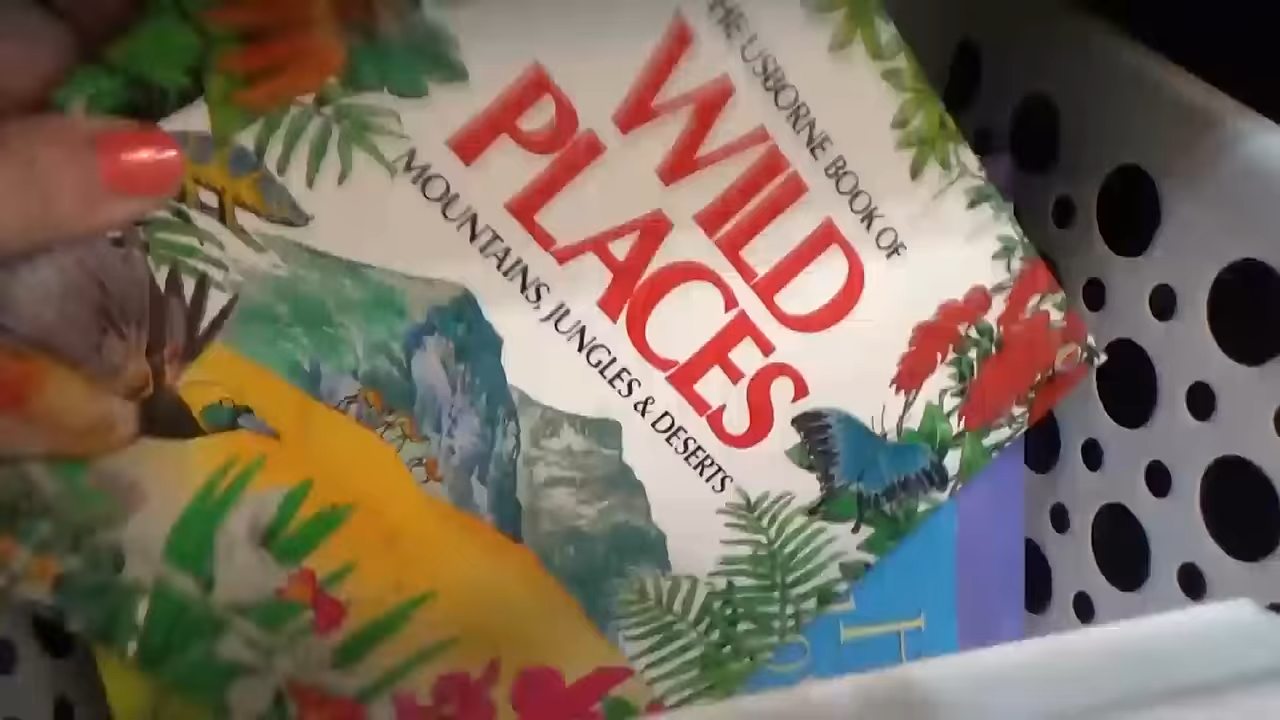 THE USBORNE BOOK OF
WILD
PLACES
MOUNTAINS, JUNGLES & DESERTS